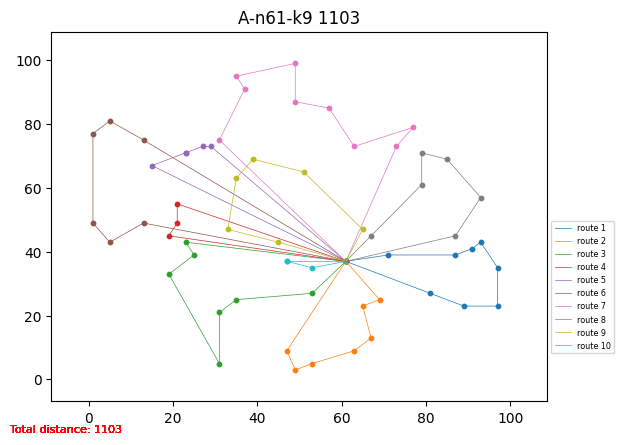 A-n61-k9 1103
100
80
60
40
20
0
0 20 40 60 80 100
route 1
route 2
route 3
route 4
route 5
route 6
route 7
route 8
route 9
route 10
Total distance: 1103